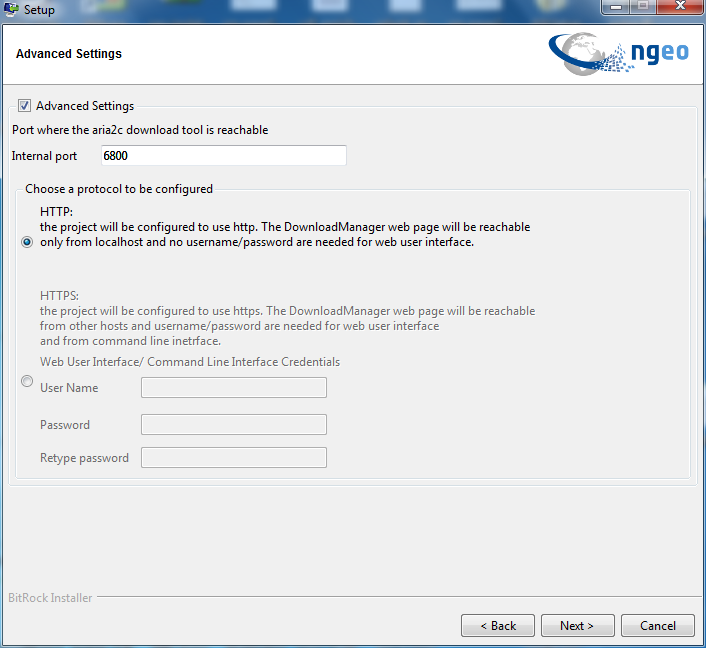 Setup
Advanced Settings
ngeo
Advanced Settings
Port where the aria2c download tool is reachable
Internal port 6800
Choose a protocol to be configured
HTTP:
the project will be configured to use http. The DownloadManager web page will be reachable
only from localhost and no username/password are needed for web user interface.
HTTPS:
the project will be configured to use https. The DownloadManager web page will be reachable
from other hosts and username/password are needed for web user interface
and from command line inetrface.
Web User Interface/ Command Line Interface Credentials
User Name
Password
Retype password
BitRock Installer
< Back Next > Cancel